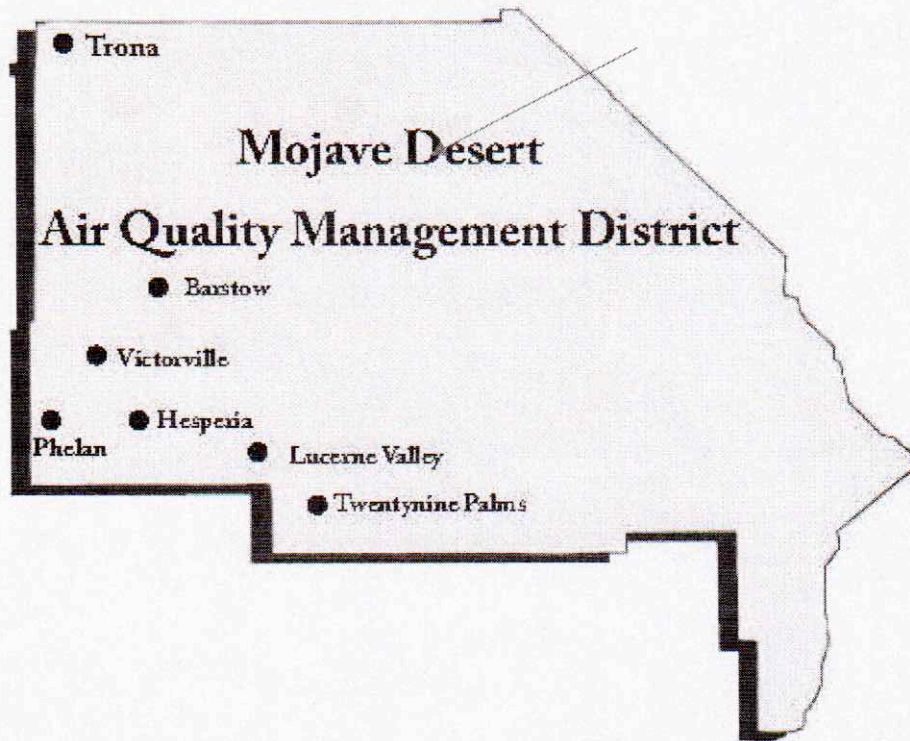 Trona
Mojave Desert
Air Quality Management District
Barstow
Victorville
Hesperia
Phelan
Lucerne Valley
Twentynine Palms